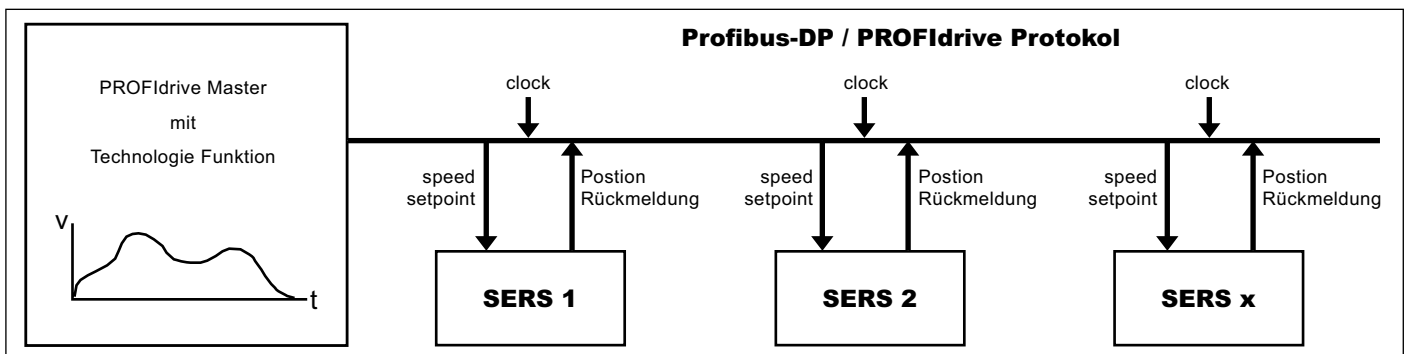 Profibus-DP / PROFIdrive Protokol
PROFIdrive Master
mit
Technologie Funktion
v
t
clock
speed
setpoint
Postion
Rückmeldung
SERS 1
clock
speed
setpoint
Postion
Rückmeldung
SERS 2
clock
speed
setpoint
Postion
Rückmeldung
SERS x